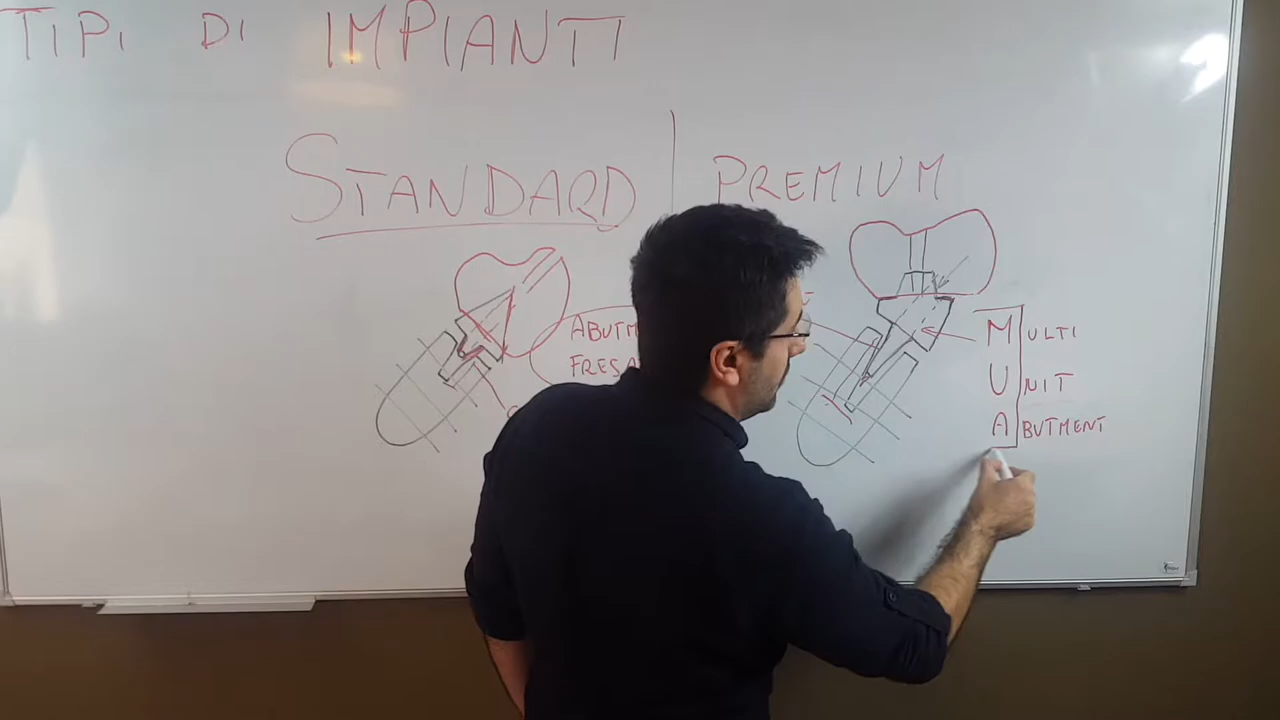 TIPI DI IMPIANTI
STANDARD
PREMIUM
MULTI
UNIT
ABUTMENT